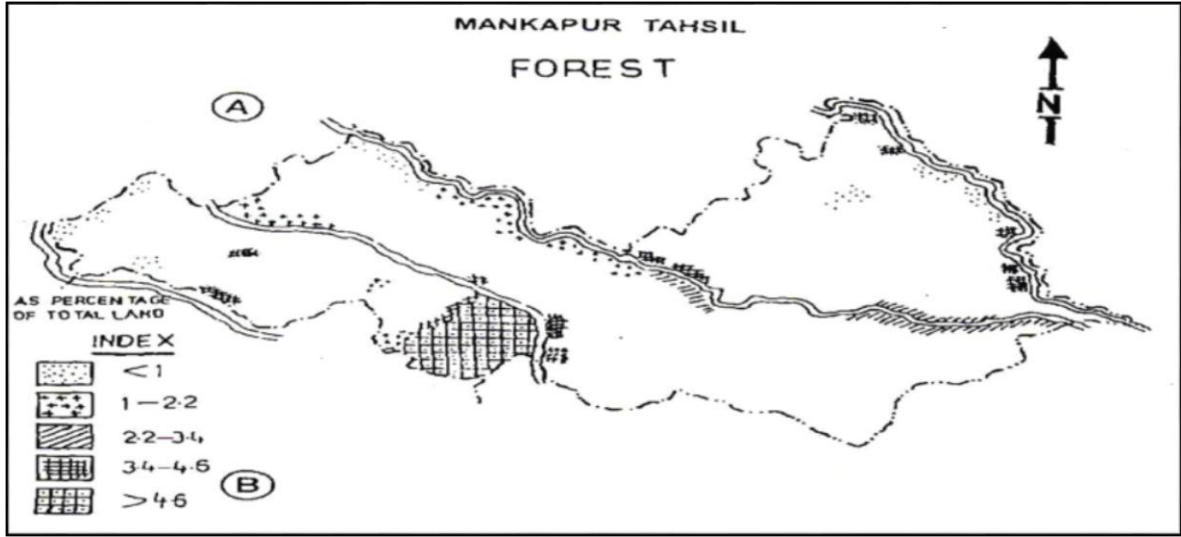 MANKAPUR TAHSIL
FOREST
A
N
AS PERCENTAGE
OF TOTAL LAND
INDEX
<1
1-2.2
2.2-3.4
3.4-4.6
B
>4.6